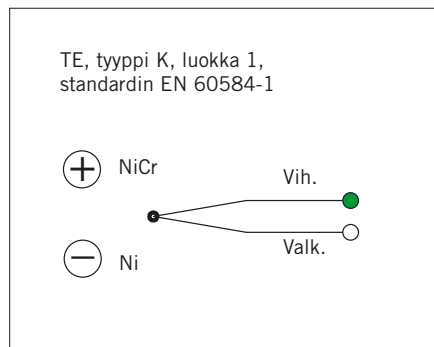 TE, tyyppi K, luokka 1,
standardin EN 60584-1
+ NiCr
Vih.
Valk.
− Ni